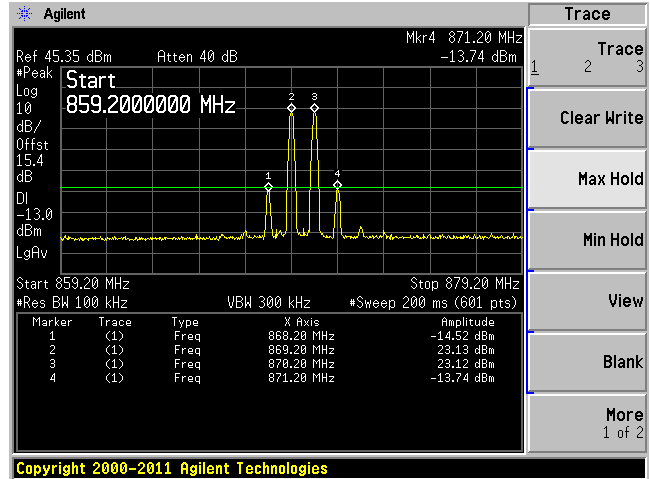 Agilent
Trace
Mkr4 871.20 MHz
Ref 45.35 dBm Atten 40 dB -13.74 dBm
#Peak
Log
10
dB/
Offst
15.4
dB
DI
-13.0
dBm
LgAv
Start
859.2000000 MHz
1
2
3
4
Start 859.20 MHz Stop 879.20 MHz
#Res BW 100 kHz VBW 300 kHz #Sweep 200 ms (601 pts)
Marker Trace Type X Axis Amplitude
1 (1) Freq 868.20 MHz -14.52 dBm
2 (1) Freq 869.20 MHz 23.13 dBm
3 (1) Freq 870.20 MHz 23.12 dBm
4 (1) Freq 871.20 MHz -13.74 dBm
Trace
1 2 3
Clear Write
Max Hold
Min Hold
View
Blank
More
1 of 2
Copyright 2000-2011 Agilent Technologies